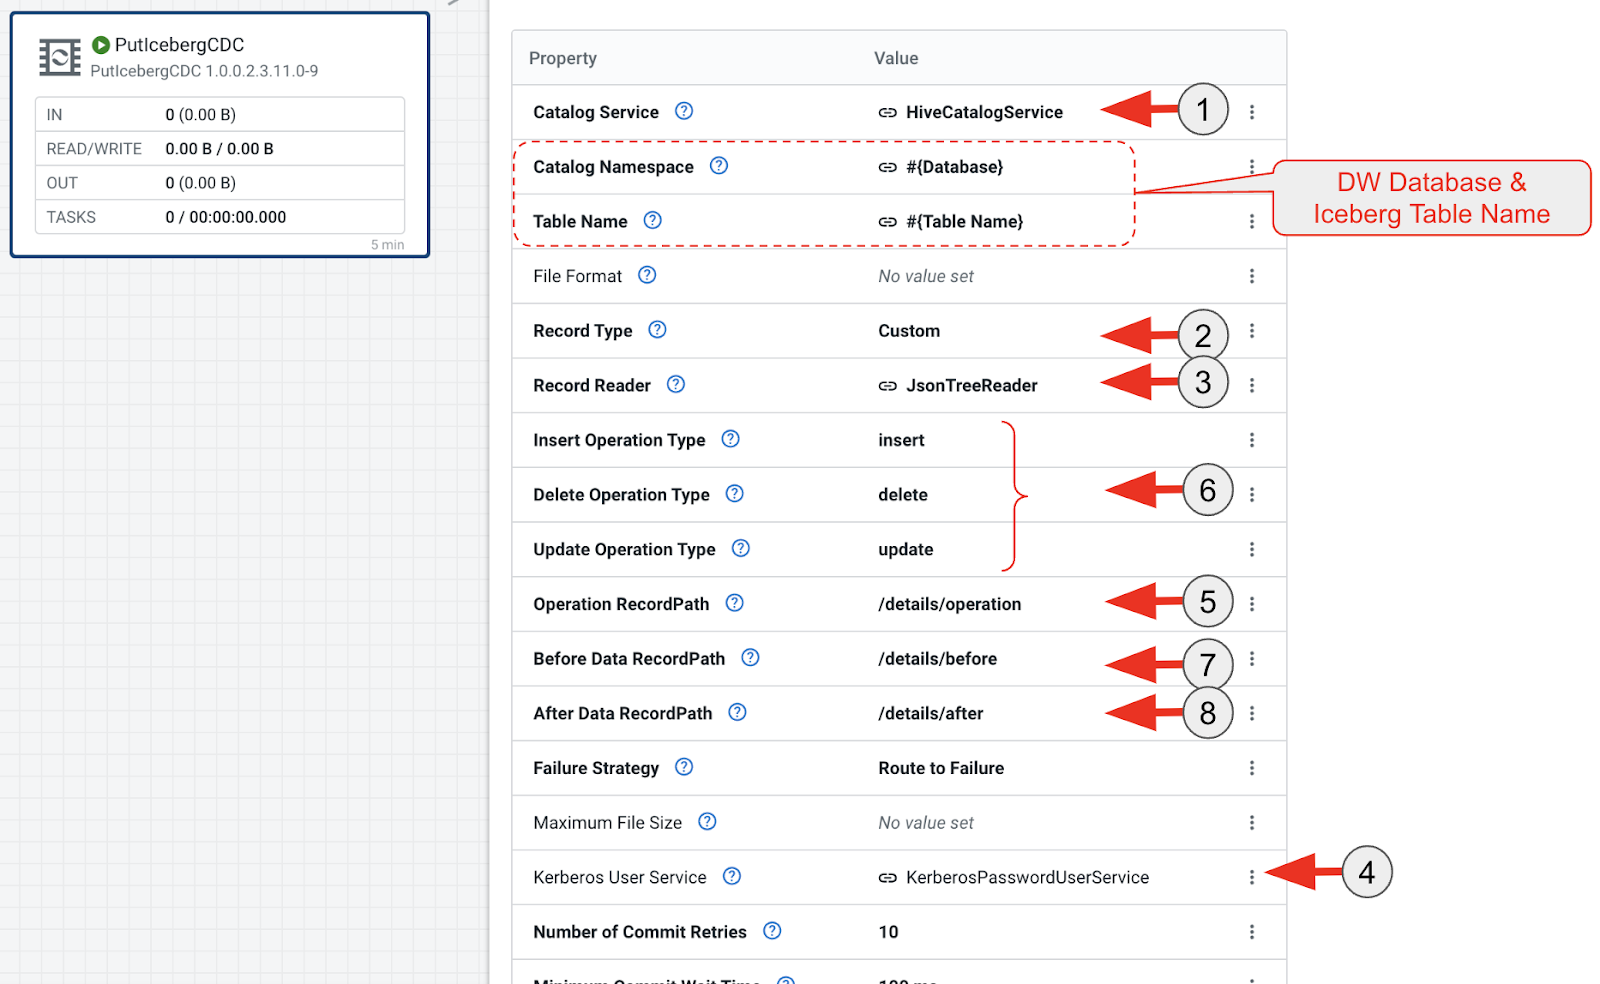 PutIcebergCDC
PutIcebergCDC 1.0.0.2.3.11.0-9
IN 0 (0.00 B)
READ/WRITE 0.00 B / 0.00 B
OUT 0 (0.00 B)
TASKS 0 / 00:00:00.000
5 min
Property Value
Catalog Service ? HiveCatalogService 1
Catalog Namespace ? #{Database}
Table Name ? #{Table Name}
DW Database &
Iceberg Table Name
File Format ? No value set
Record Type ? Custom 2
Record Reader ? JsonTreeReader 3
Insert Operation Type ? insert
Delete Operation Type ? delete 6
Update Operation Type ? update
Operation RecordPath ? /details/operation 5
Before Data RecordPath ? /details/before 7
After Data RecordPath ? /details/after 8
Failure Strategy ? Route to Failure
Maximum File Size ? No value set
Kerberos User Service ? KerberosPasswordUserService 4
Number of Commit Retries ? 10
Minimum Commit Wait Time ? 100 ms